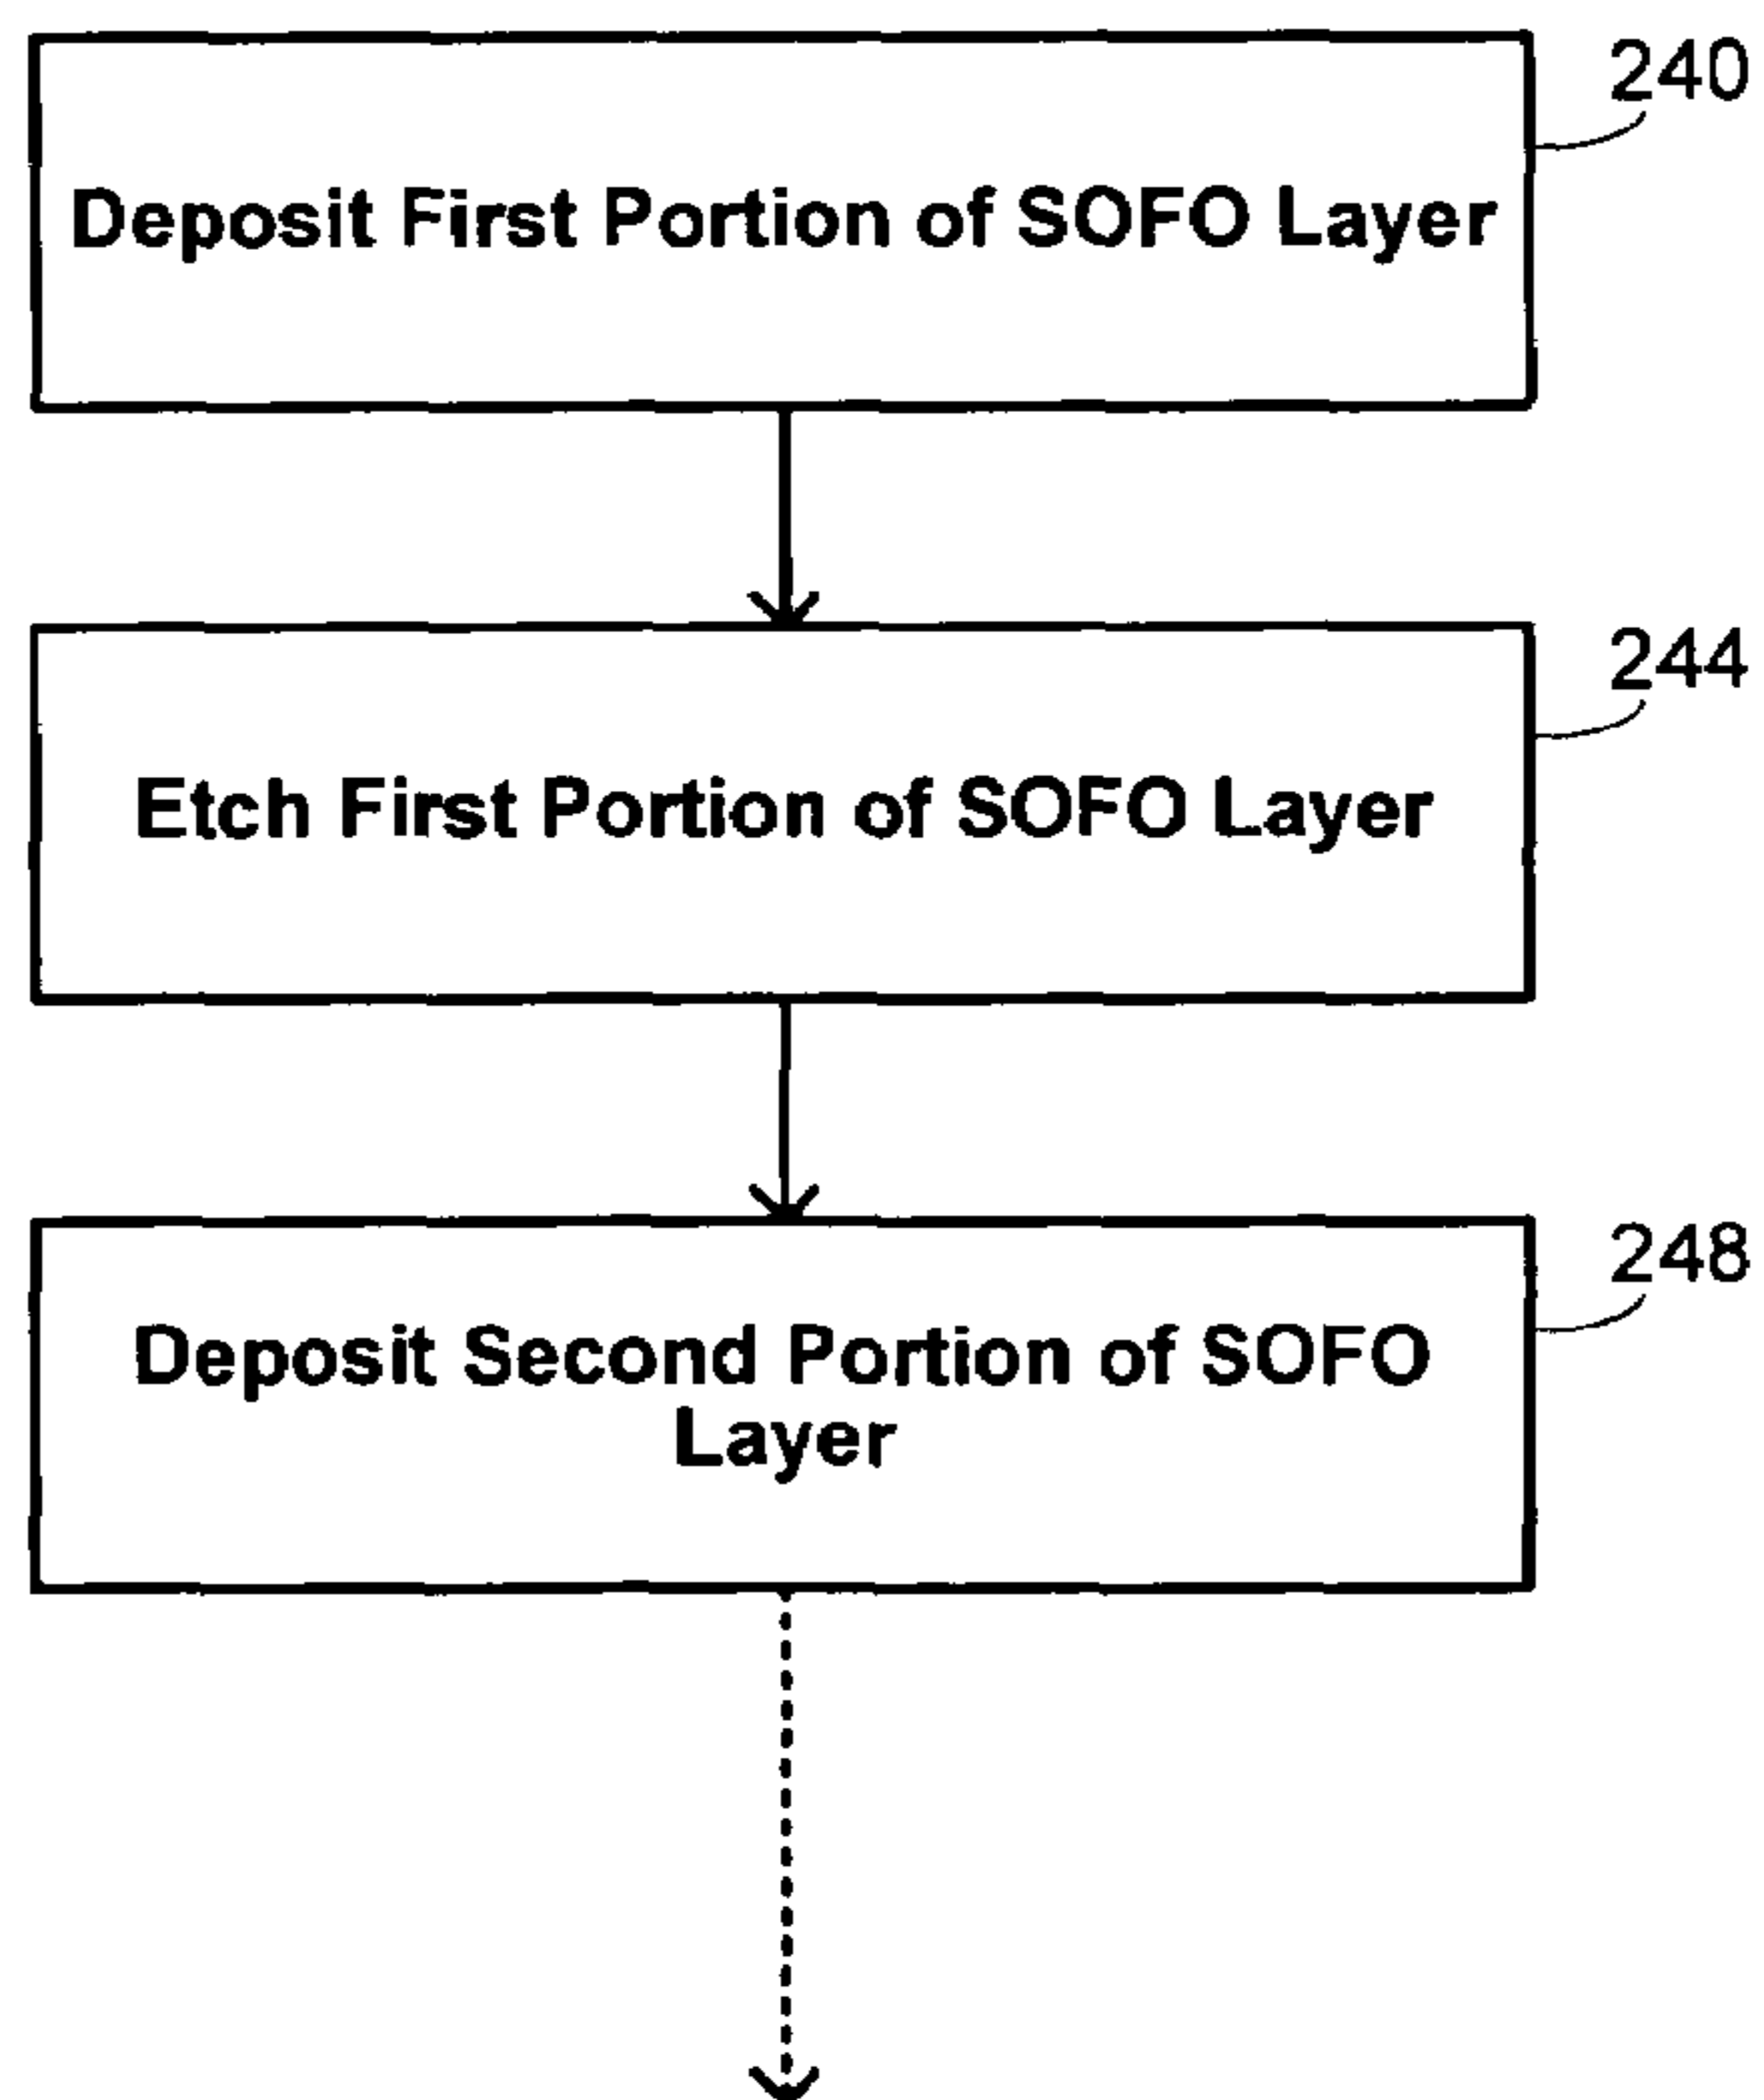 240
Deposit First Portion of SOFO Layer
244
Etch First Portion of SOFO Layer
248
Deposit Second Portion of SOFO
Layer